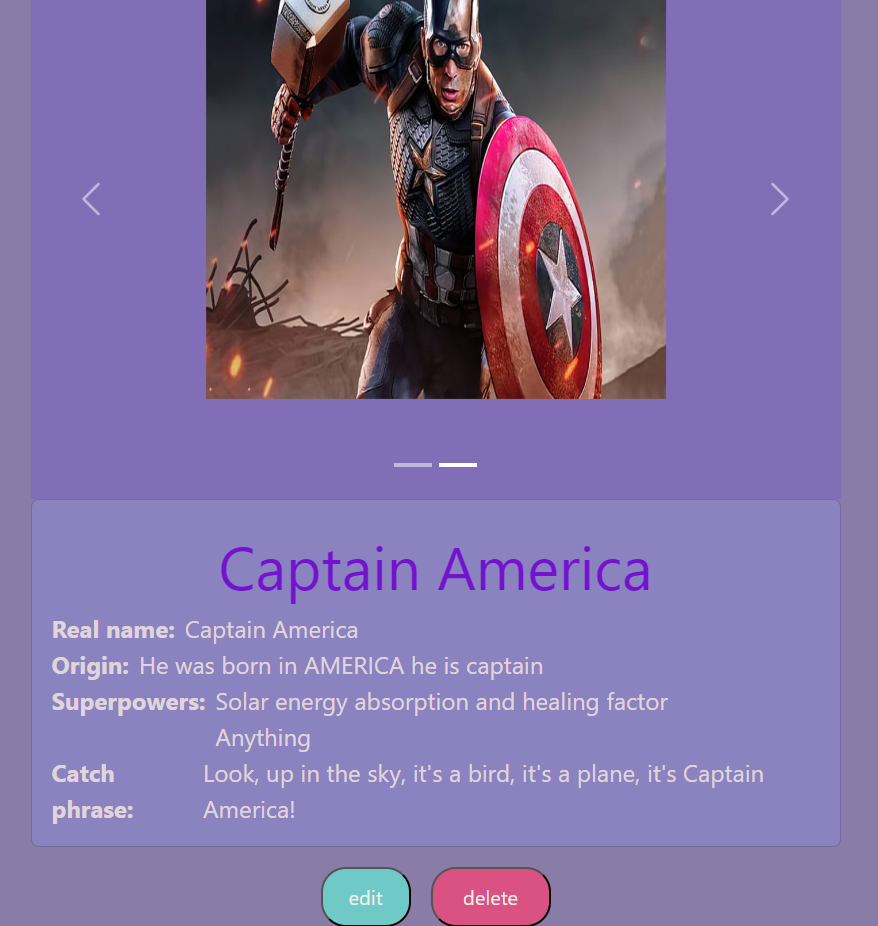 Captain America
Real name: Captain America
Origin: He was born in AMERICA he is captain
Superpowers: Solar energy absorption and healing factor
Anything
Catch Look, up in the sky, it's a bird, it's a plane, it's Captain
phrase: America!
edit delete